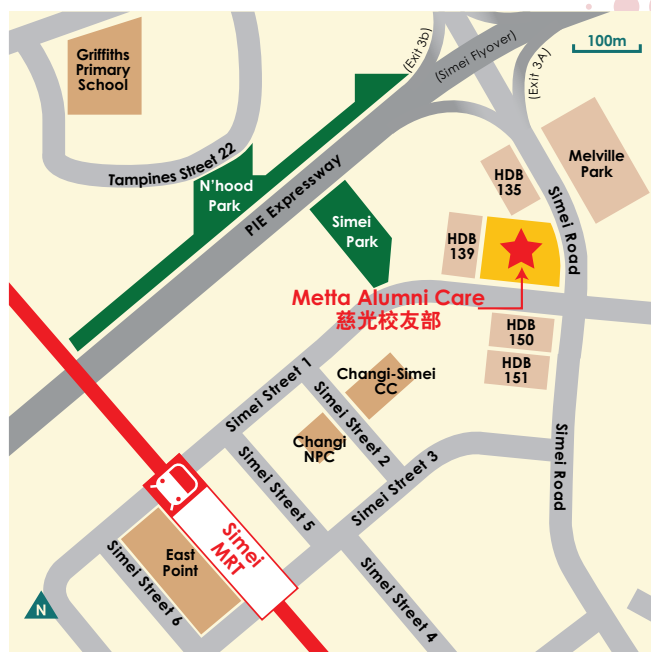 Griffiths
Primary
School
(Exit 3b)
(Simei Flyover)
(Exit 3A)
100m
Tampines Street 22
N'hood
Park
PIE Expressway
Simei
Park
HDB
135
Melville
Park
HDB
139
Simei Road
Metta Alumni Care
慈光校友部
HDB
150
HDB
151
Changi-Simei
CC
Simei Street 1
Simei Street 2
Changi
NPC
Simei Street 3
Simei Road
Simei Street 5
Simei
MRT
East
Point
Simei Street 6
Simei Street 4
N